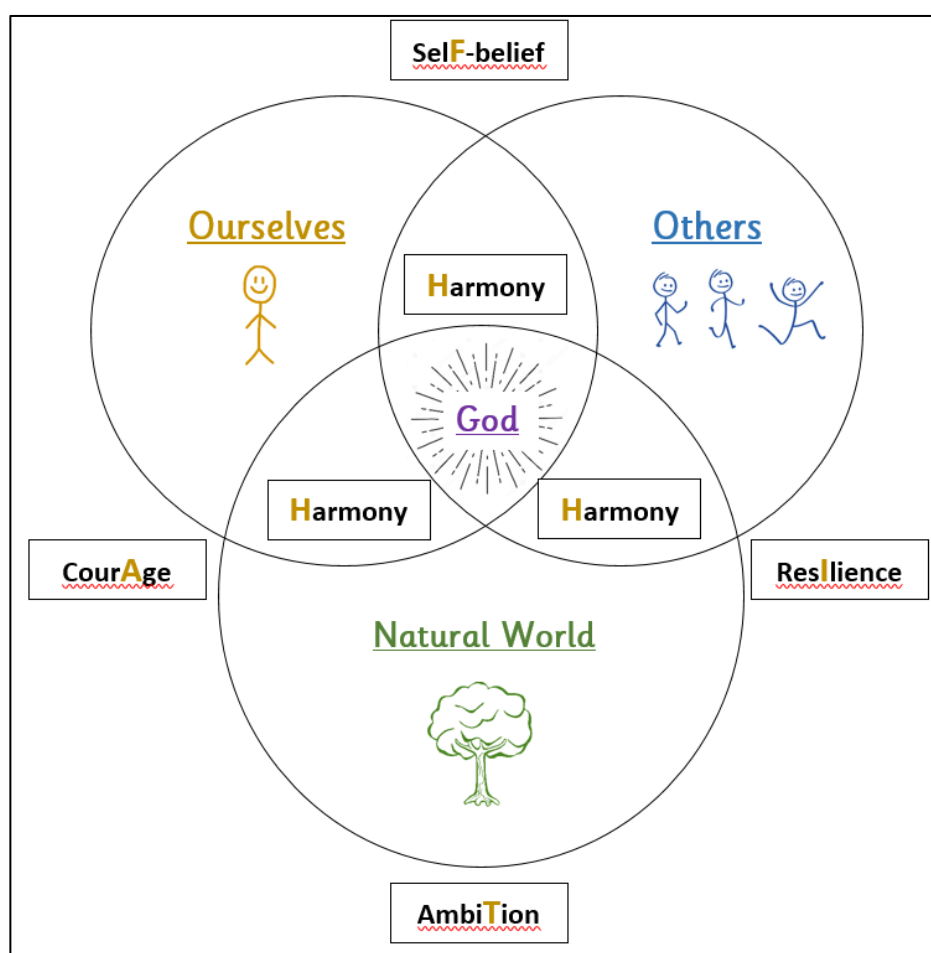 SelF-belief
Ourselves
Others
Harmony
God
Harmony
Harmony
CourAge
ResIlience
Natural World
AmbiTion